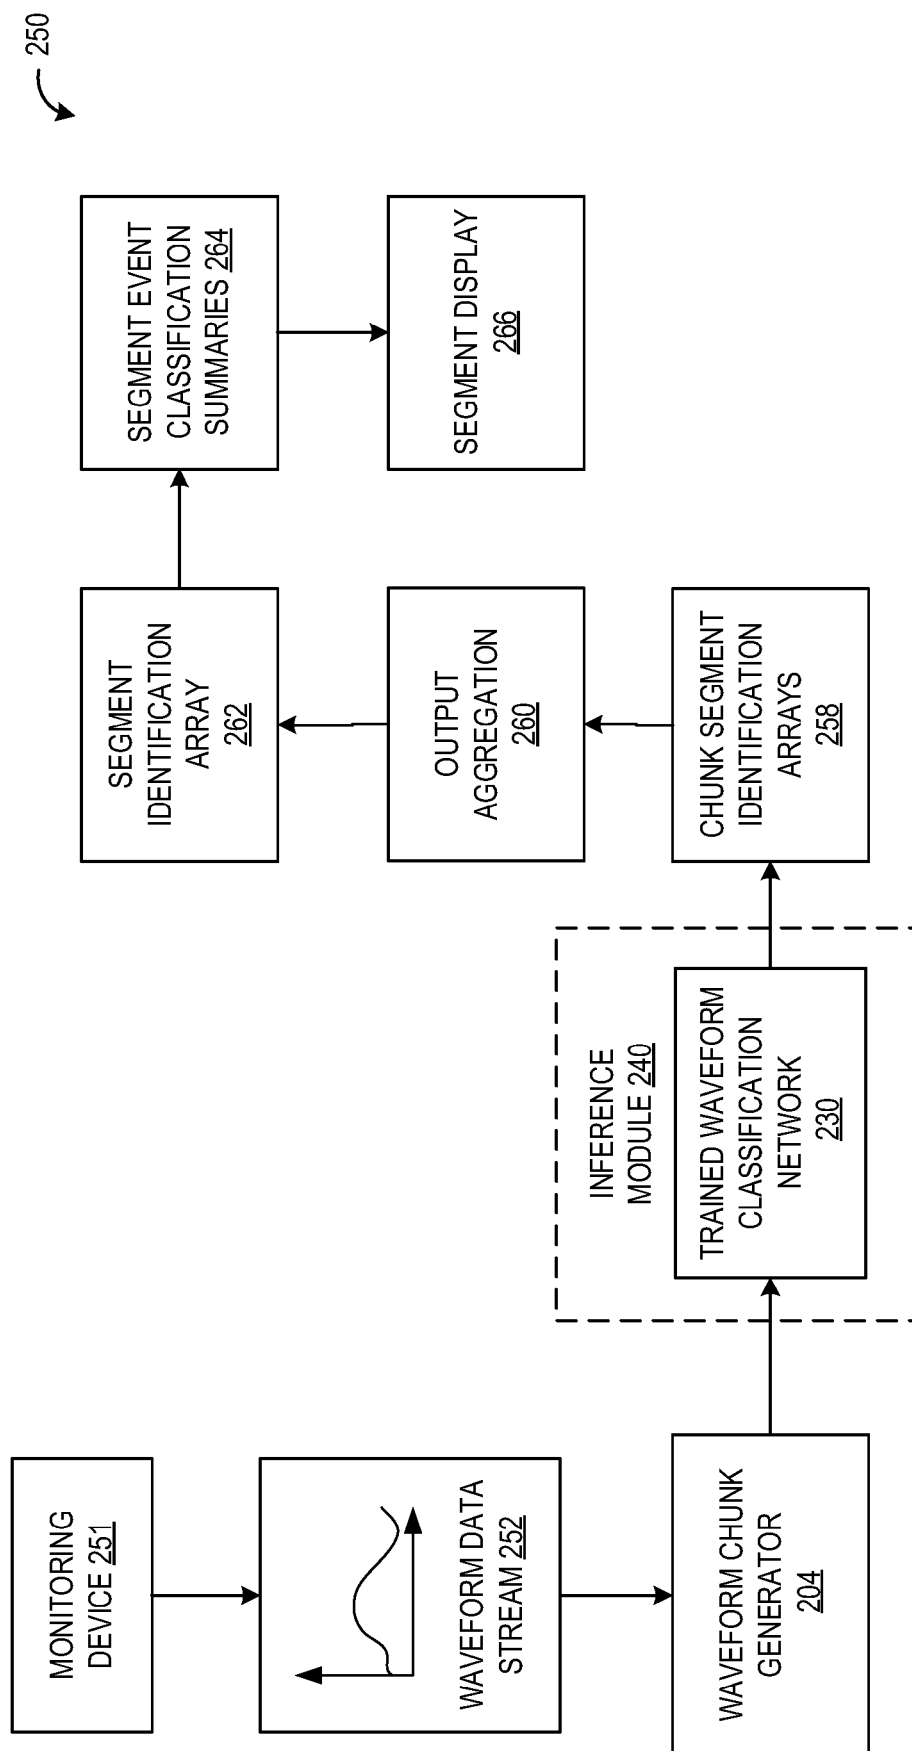 250
MONITORING
DEVICE 251
WAVEFORM DATA
STREAM 252
WAVEFORM CHUNK
GENERATOR
204
INFERENCE
MODULE 240
TRAINED WAVEFORM
CLASSIFICATION
NETWORK
230
CHUNK SEGMENT
IDENTIFICATION
ARRAYS
258
OUTPUT
AGGREGATION
260
SEGMENT
IDENTIFICATION
ARRAY
262
SEGMENT EVENT
CLASSIFICATION
SUMMARIES 264
SEGMENT DISPLAY
266